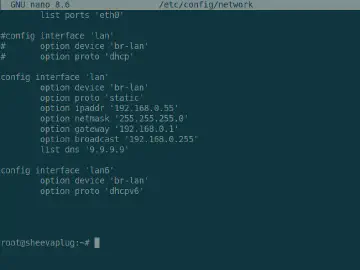 GNU nano 8.6 /etc/config/network
list ports 'eth0'
#config interface 'lan'
# option device 'br-lan'
# option proto 'dhcp'
config interface 'lan'
option device 'br-lan'
option proto 'static'
option ipaddr '192.168.0.55'
option netmask '255.255.255.0'
option gateway '192.168.0.1'
option broadcast '192.168.0.255'
list dns '9.9.9.9'
config interface 'lan6'
option device 'br-lan'
option proto 'dhcpv6'
root@sheevaplug:~#